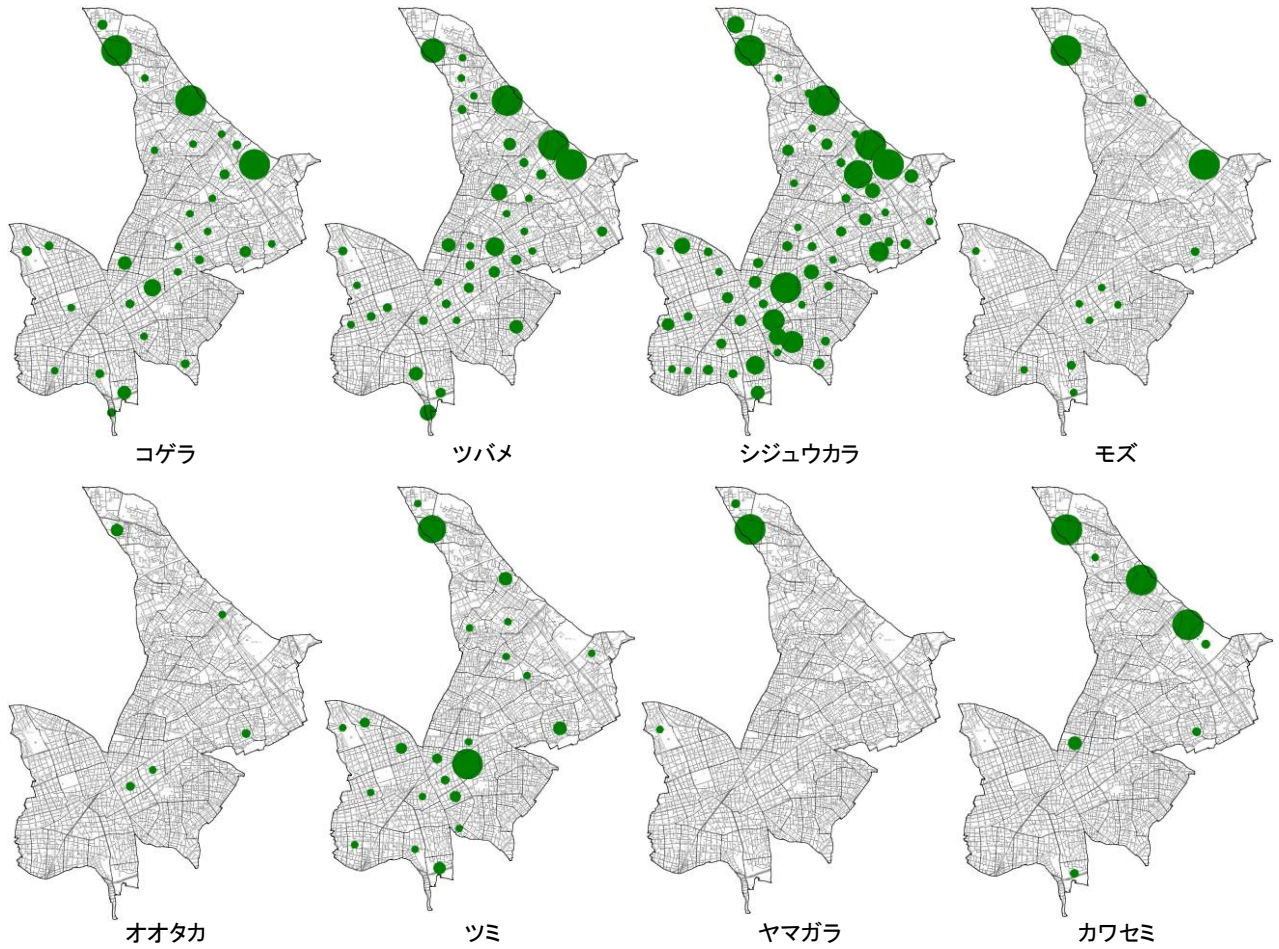 コゲラ
ツバメ
シジュウカラ
モズ
オオタカ
ツミ
ヤマガラ
カワセミ